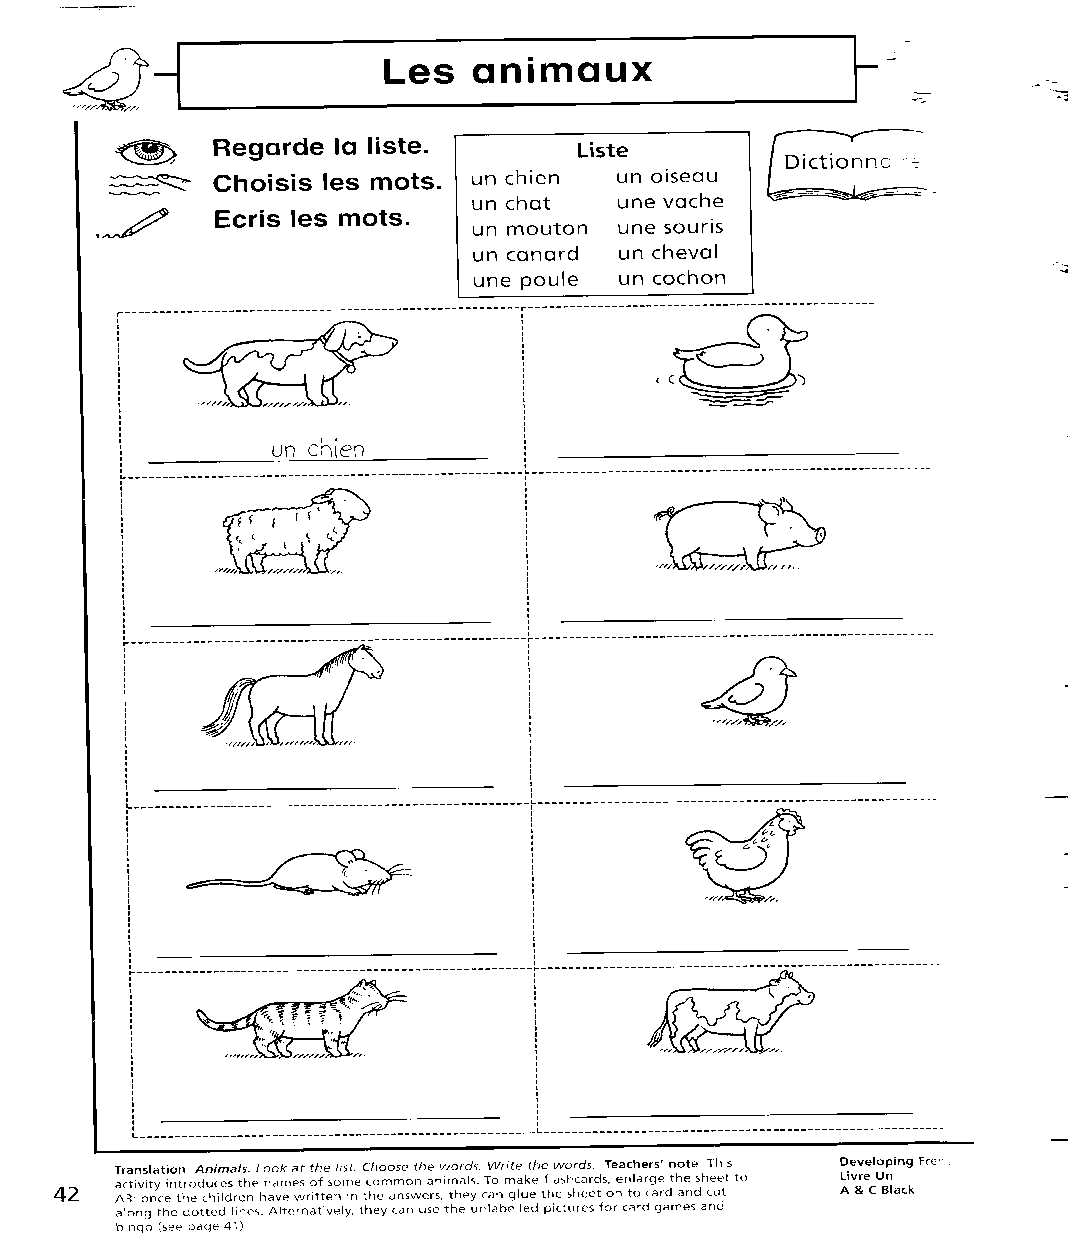 Les animaux
Regarde la liste.
Choisis les mots.
Ecris les mots.
Liste
un chien un oiseau
un chat une vache
un mouton une souris
un canard un cheval
une poule un cochon
un chien
Translation Animals. Look at the list. Choose the words. Write the words. Teachers' note This
activity introduces the names of some common animals. To make flashcards, enlarge the sheet to
A3: once the children have written in the answers, they can glue the sheet on to card and cut
along the dotted lines. Alternatively, they can use the unlabelled pictures for card games and
bingo (see page 41)
Developing
Livre Un
A & C Black
42